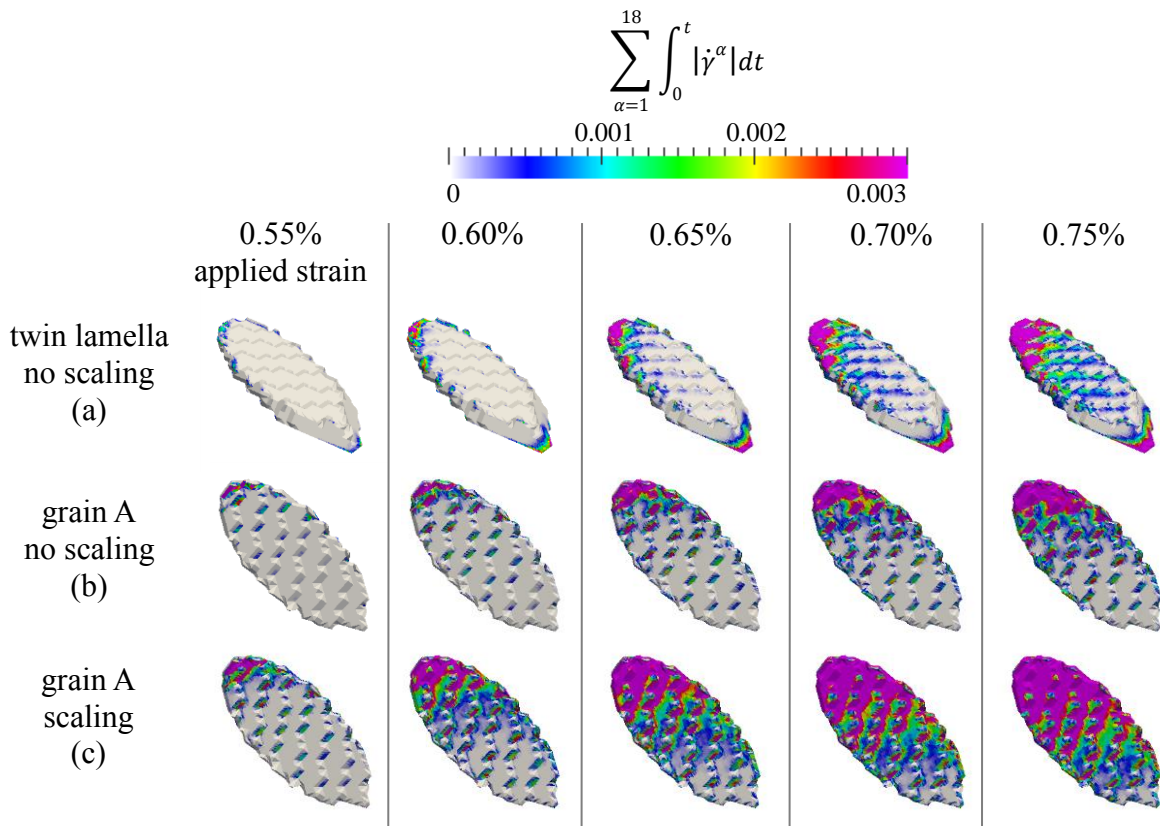 18
∑ ∫₀ᵗ |γ̇^α| dt
α=1
0.001 0.002
0 0.003
0.55% 0.60% 0.65% 0.70% 0.75%
applied strain
twin lamella
no scaling
(a)
grain A
no scaling
(b)
grain A
scaling
(c)